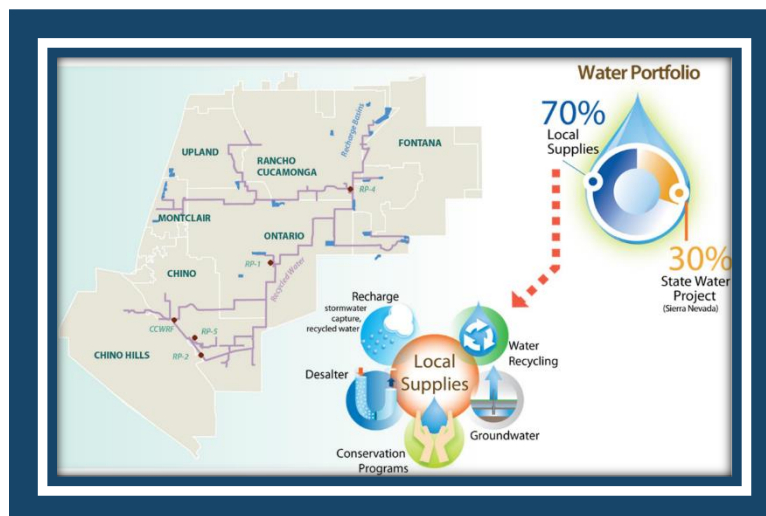 Water Portfolio
70%
Local
Supplies
30%
State Water
Project
(Sierra Nevada)
Recharge Basins
FONTANA
UPLAND
RANCHO
CUCAMONGA
RP-4
MONTCLAIR
ONTARIO
RP-1
CHINO
Recycled Water
CCWRF
RP-5
CHINO HILLS
RP-2
Recharge
stormwater
capture,
recycled water
Water
Recycling
Local
Supplies
Desalter
Groundwater
Conservation
Programs